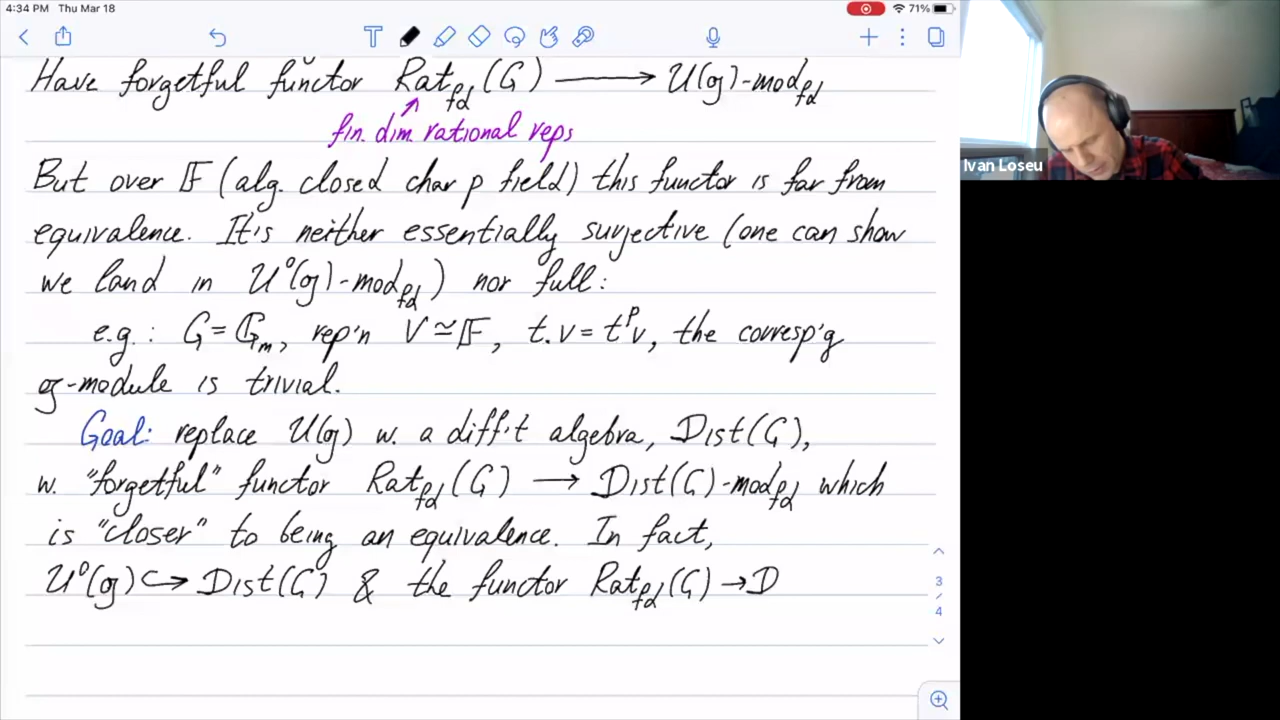 4:34 PM Thu Mar 18
71%
Have forgetful functor Rat_fd(G) ⟶ U(g)-mod_fd
fin. dim. rational reps
But over 𝔽 (alg. closed char p field) this functor is far from
equivalence. It's neither essentially surjective (one can show
we land in U⁰(g)-mod_fd) nor full:
e.g.: G=𝔾_m, rep'n V≃𝔽, t.v=t^p v, the corresp'g
g-module is trivial.
Goal: replace U(g) w. a diff't algebra, Dist(G),
w. "forgetful" functor Rat_fd(G) ⟶ Dist(G)-mod_fd which
is "closer" to being an equivalence. In fact,
U⁰(g) ↪ Dist(G) & the functor Rat_fd(G) → D
3
/
4
Ivan Loseu